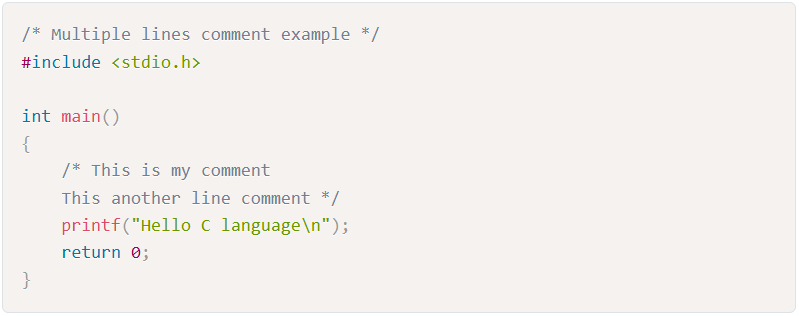 /* Multiple lines comment example */
#include <stdio.h>

int main()
{
    /* This is my comment
    This another line comment */
    printf("Hello C language\n");
    return 0;
}